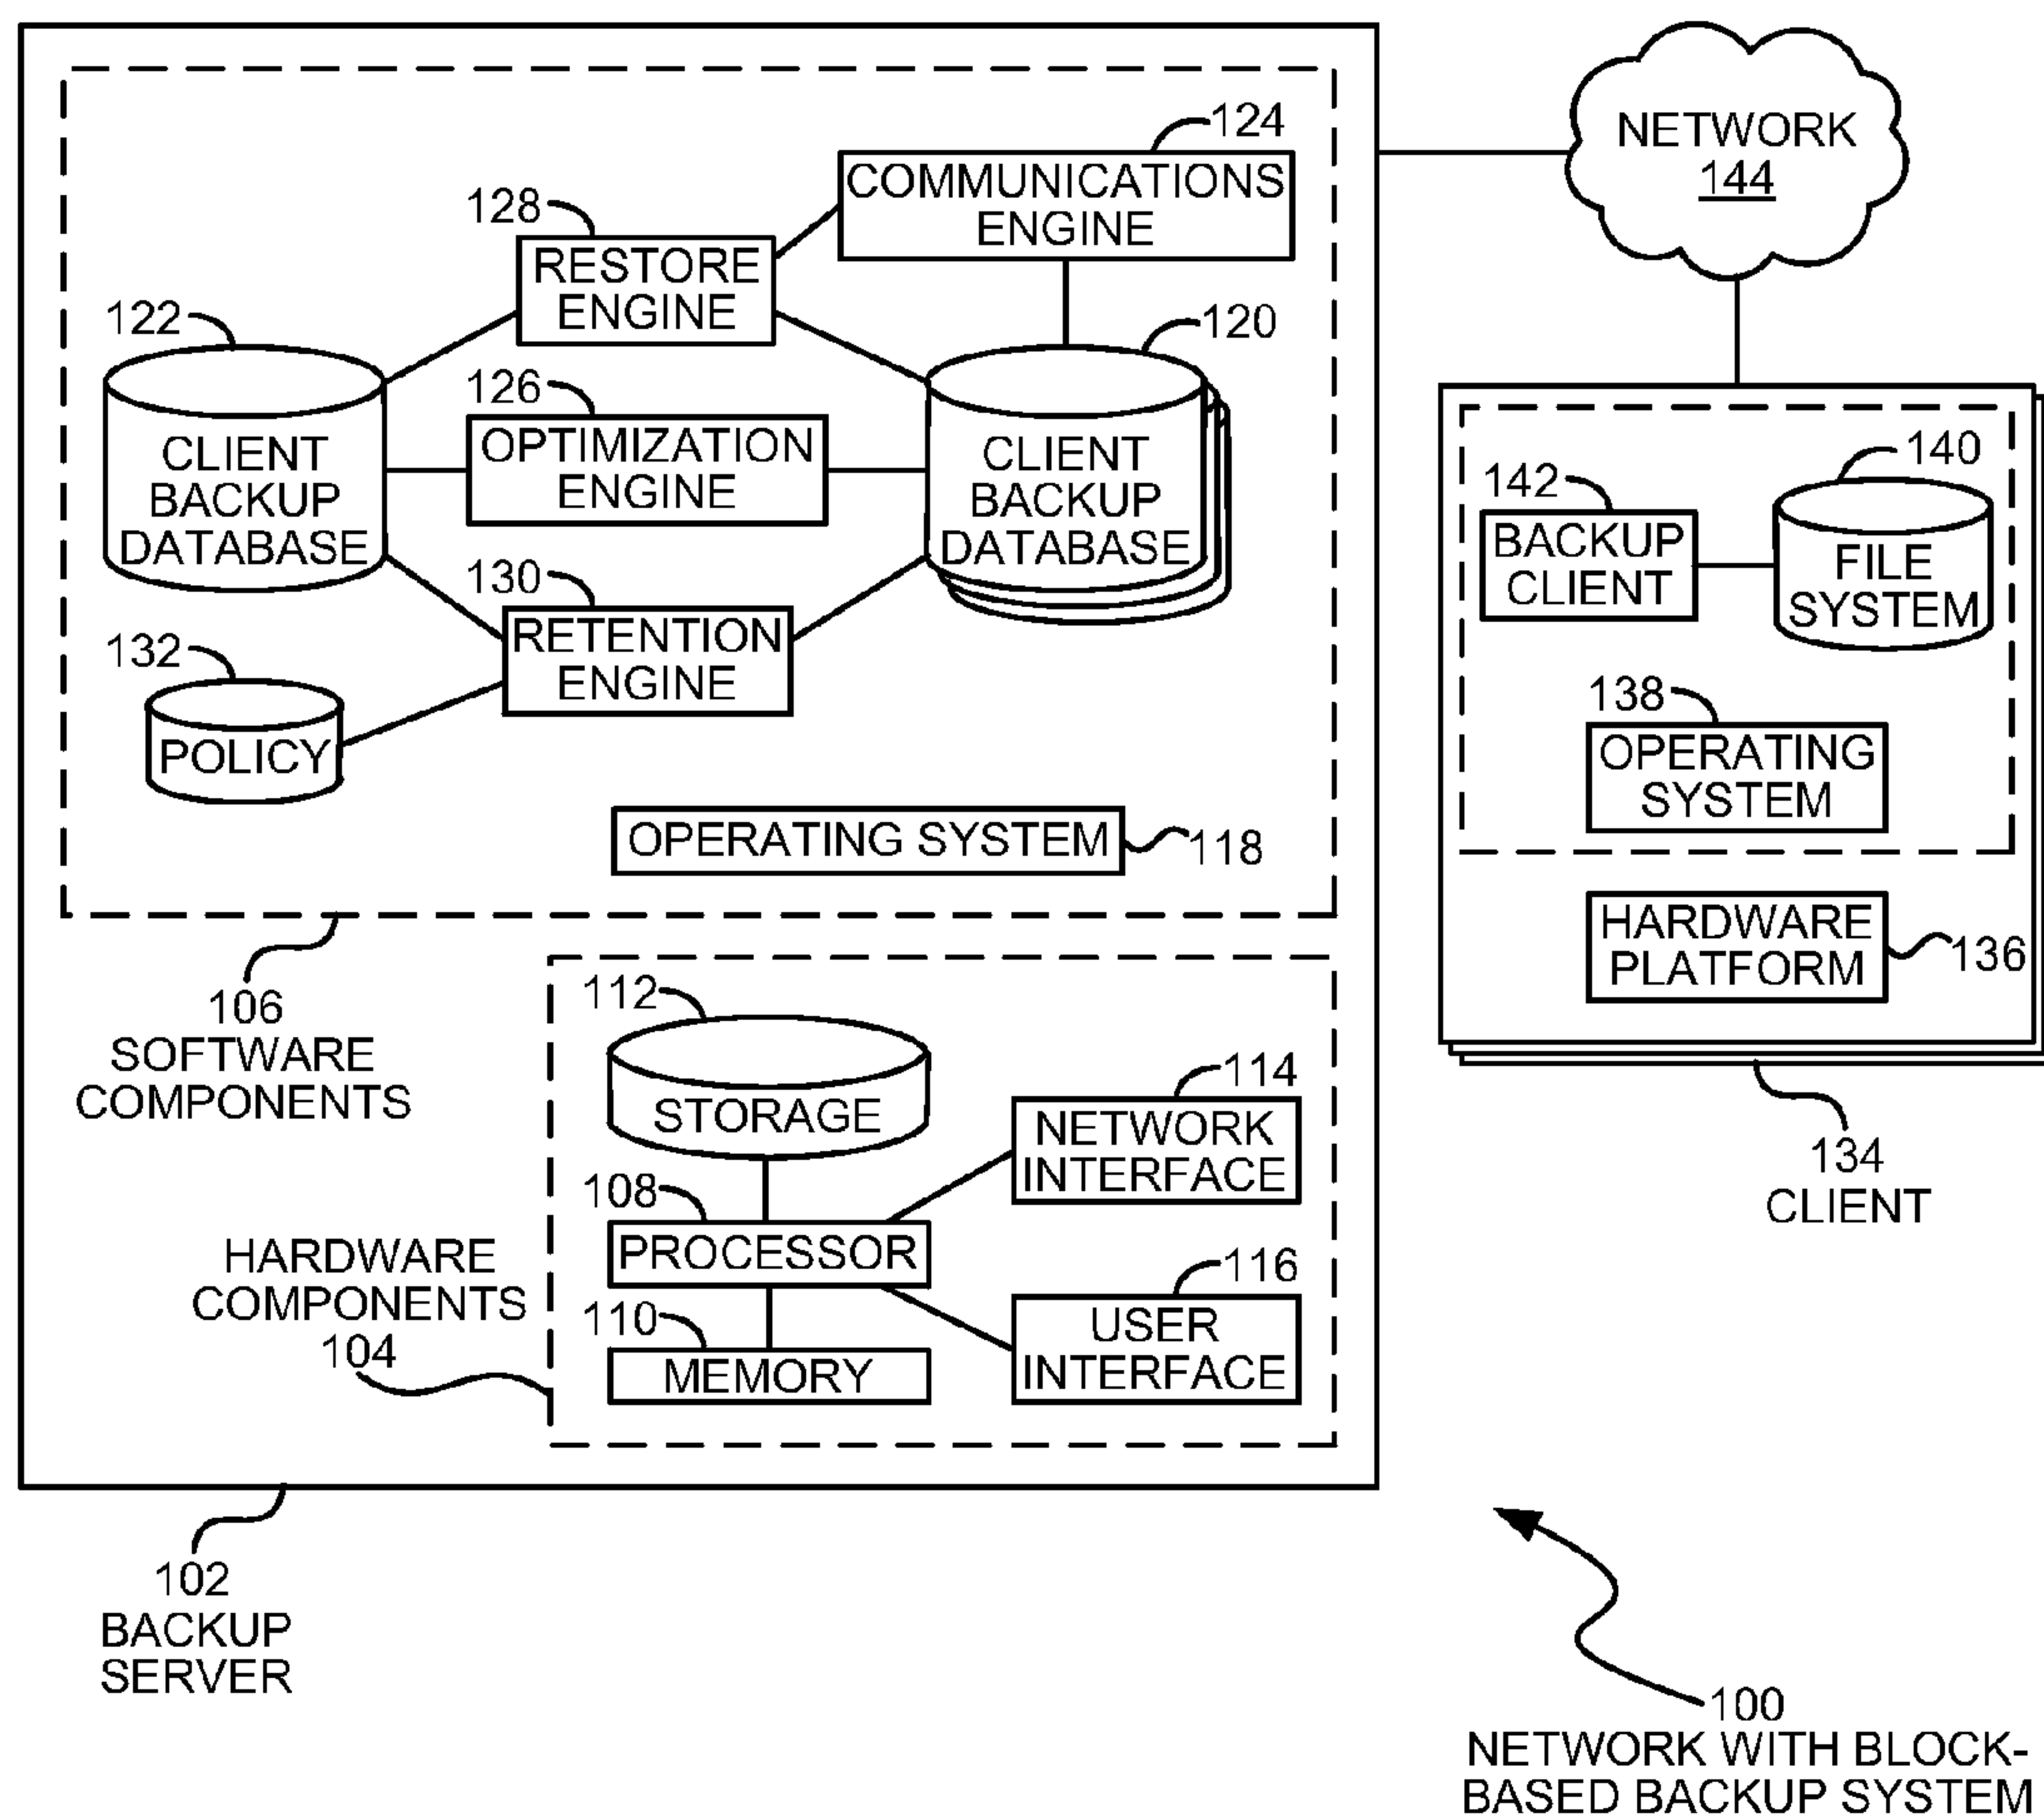 124
COMMUNICATIONS
ENGINE
128
RESTORE
ENGINE
122
CLIENT
BACKUP
DATABASE
126
OPTIMIZATION
ENGINE
120
CLIENT
BACKUP
DATABASE
130
RETENTION
ENGINE
132
POLICY
OPERATING SYSTEM
118
106
SOFTWARE
COMPONENTS
112
STORAGE
114
NETWORK
INTERFACE
108
PROCESSOR
116
USER
INTERFACE
110
MEMORY
HARDWARE
COMPONENTS
104
102
BACKUP
SERVER
NETWORK
144
140
FILE
SYSTEM
142
BACKUP
CLIENT
138
OPERATING
SYSTEM
HARDWARE
PLATFORM
136
134
CLIENT
100
NETWORK WITH BLOCK-
BASED BACKUP SYSTEM